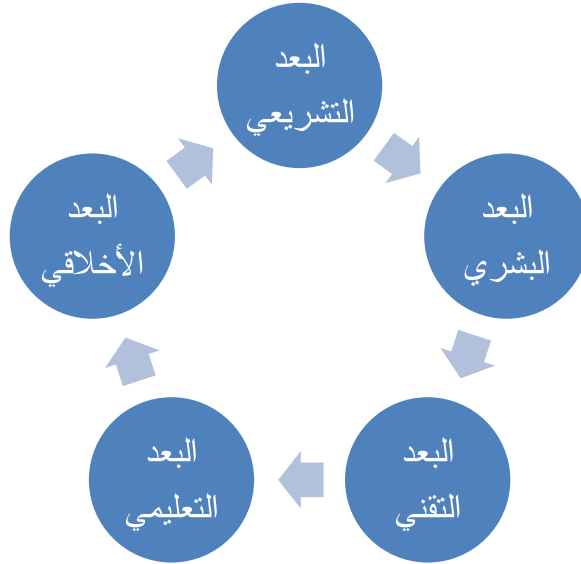 البعد
التشريعي
البعد
البشري
البعد
التقني
البعد
التعليمي
البعد
الأخلاقي